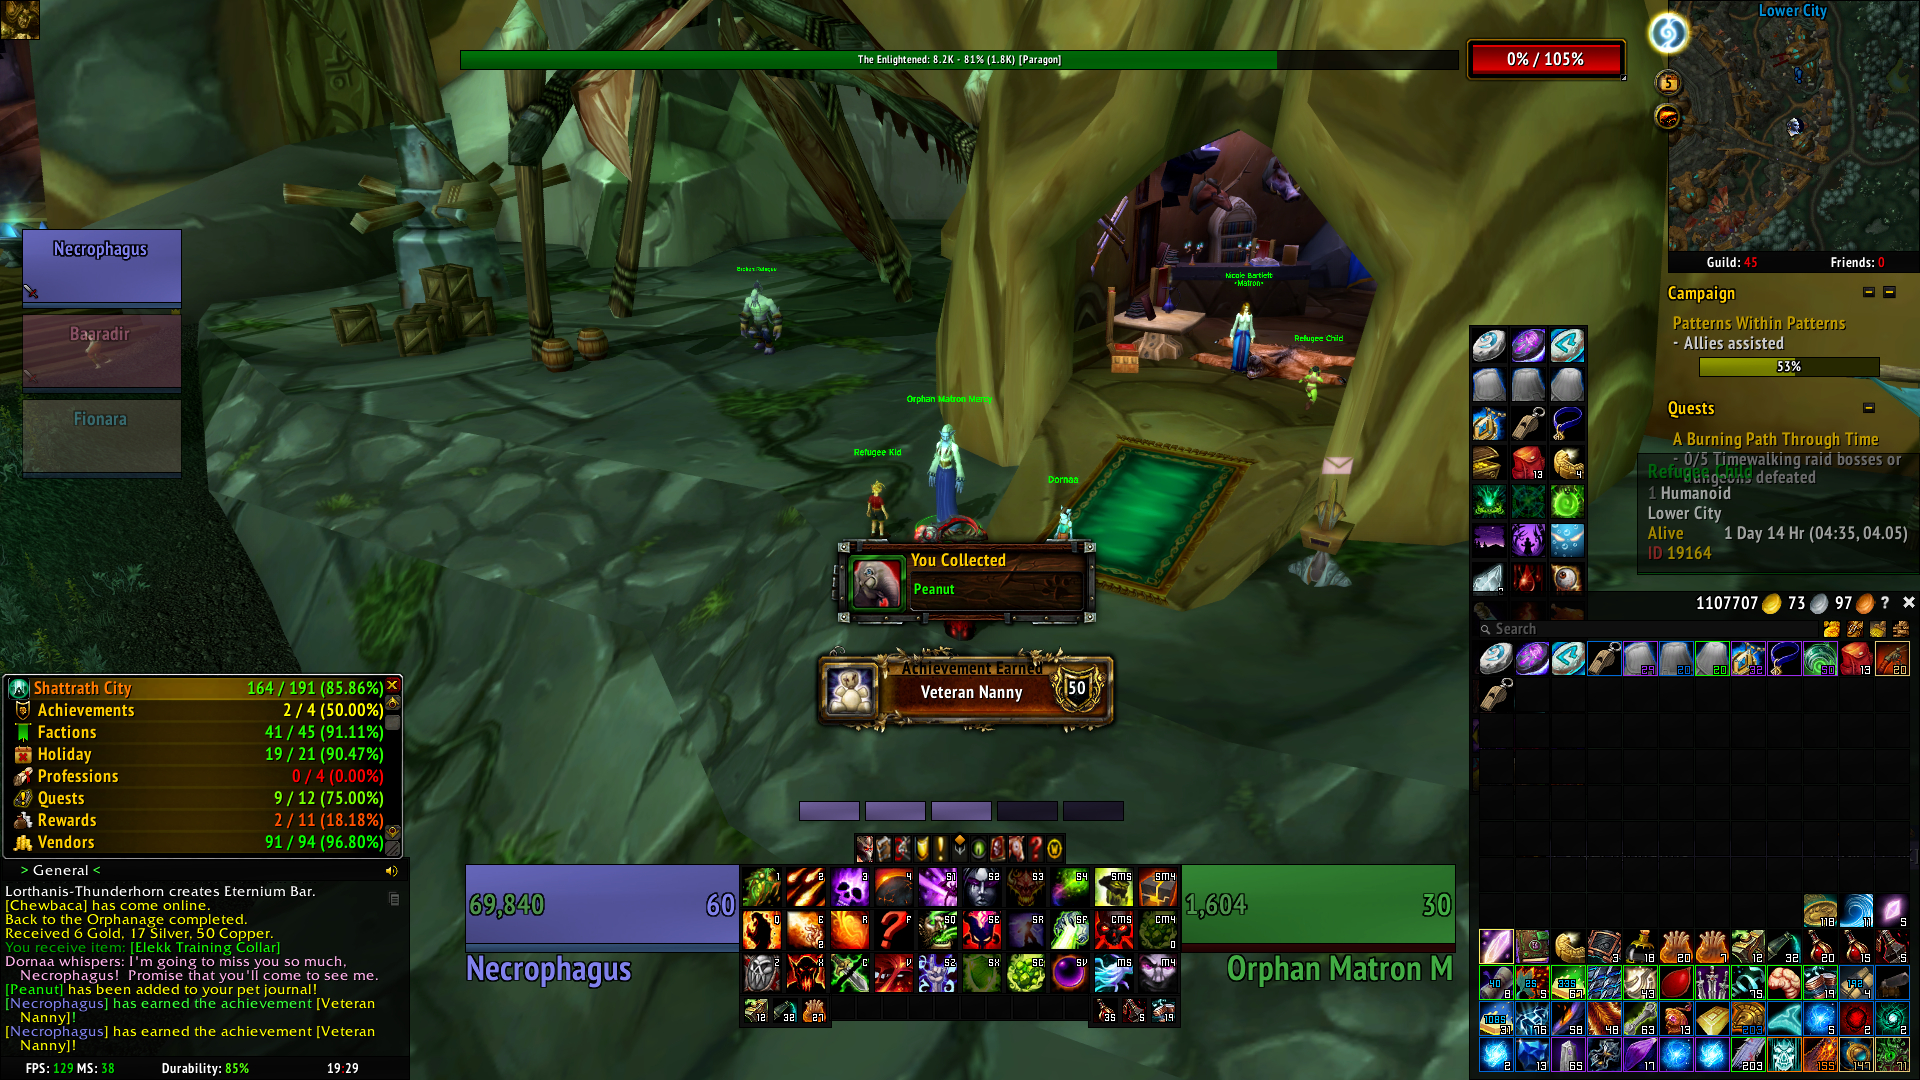 Lower City
The Enlightened: 8.2K - 81% (1.8K) [Paragon]
0% / 105%
5
Guild: 45
Friends: 0
Necrophagus
Baaradir
Fionara
Broken Refugee
Nicole Bartlett
<Matron>
Refugee Child
Orphan Matron Mercy
Refugee Kid
Dornaa
Campaign
Patterns Within Patterns
- Allies assisted
53%
Quests
A Burning Path Through Time
- 0/5 Timewalking raid bosses or
dungeons defeated
Refugee Child
1 Humanoid
Lower City
Alive 1 Day 14 Hr (04:35, 04.05)
ID 19164
1107707 73 97 ?
Search
You Collected
Peanut
Achievement Earned
Veteran Nanny
50
Shattrath City 164 / 191 (85.86%)
Achievements 2 / 4 (50.00%)
Factions 41 / 45 (91.11%)
Holiday 19 / 21 (90.47%)
Professions 0 / 4 (0.00%)
Quests 9 / 12 (75.00%)
Rewards 2 / 11 (18.18%)
Vendors 91 / 94 (96.80%)
> General <
Lorthanis-Thunderhorn creates Eternium Bar.
[Chewbaca] has come online.
Back to the Orphanage completed.
Received 6 Gold, 17 Silver, 50 Copper.
You receive item: [Elekk Training Collar]
Dornaa whispers: I'm going to miss you so much,
Necrophagus! Promise that you'll come to see me.
[Peanut] has been added to your pet journal!
[Necrophagus] has earned the achievement [Veteran
Nanny]!
[Necrophagus] has earned the achievement [Veteran
Nanny]!
FPS: 129 MS: 38
Durability: 85%
19:29
69,840 60
Necrophagus
1,604 30
Orphan Matron M